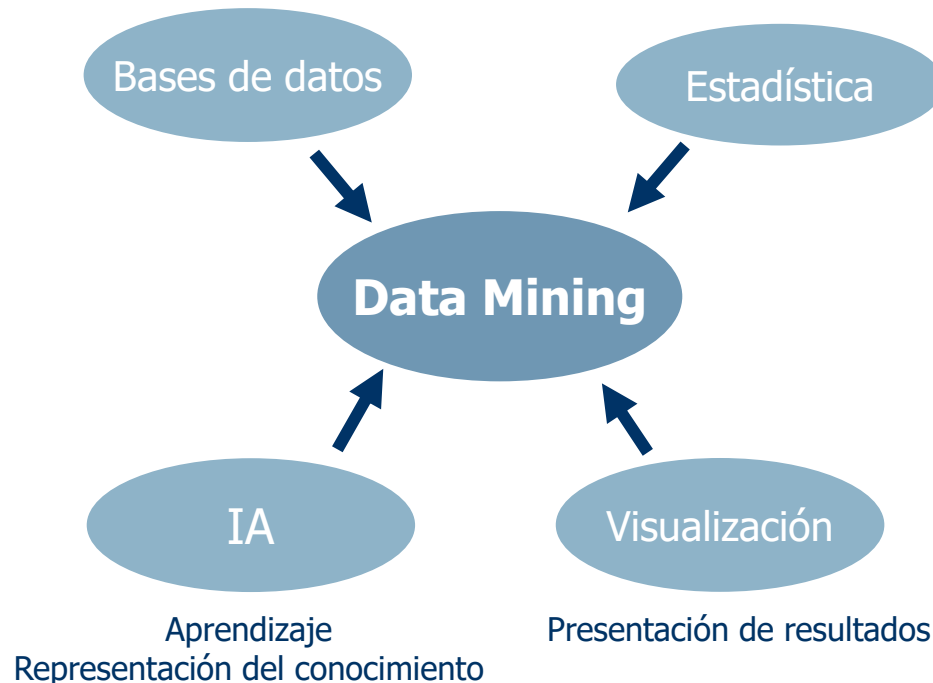 Bases de datos
Estadística
Data Mining
IA
Visualización
Aprendizaje
Representación del conocimiento
Presentación de resultados